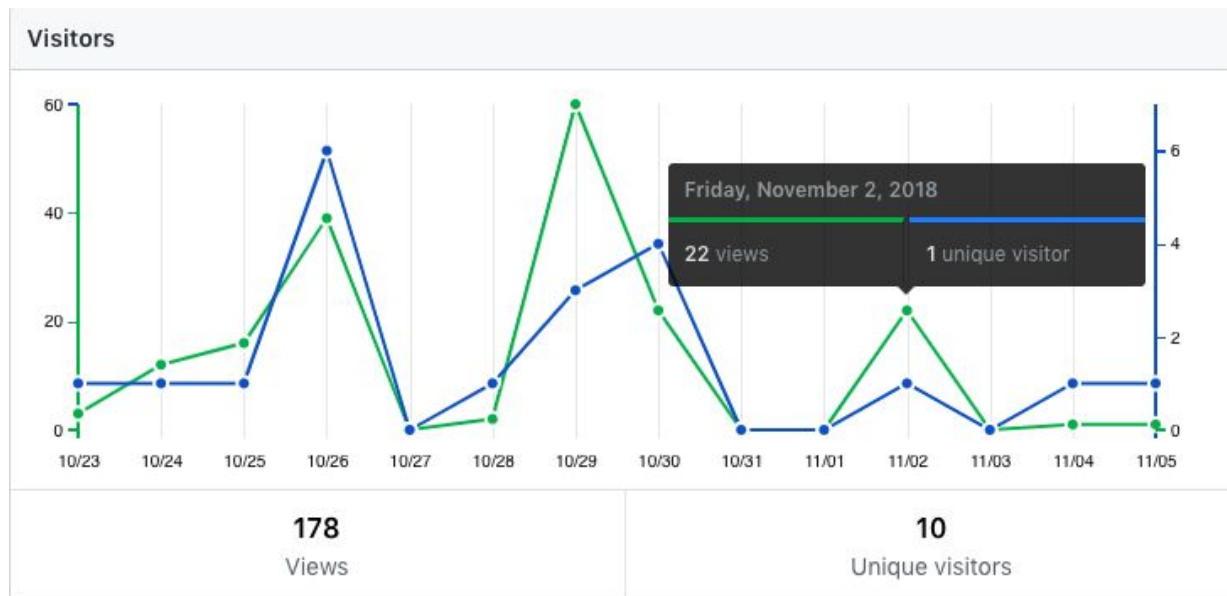 Visitors
60
40
20
0
6
4
2
0
Friday, November 2, 2018
22 views 1 unique visitor
10/23 10/24 10/25 10/26 10/27 10/28 10/29 10/30 10/31 11/01 11/02 11/03 11/04 11/05
178 10
Views Unique visitors